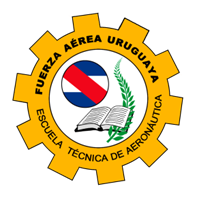 FUERZA AÉREA URUGUAYA
ESCUELA TÉCNICA DE AERONÁUTICA